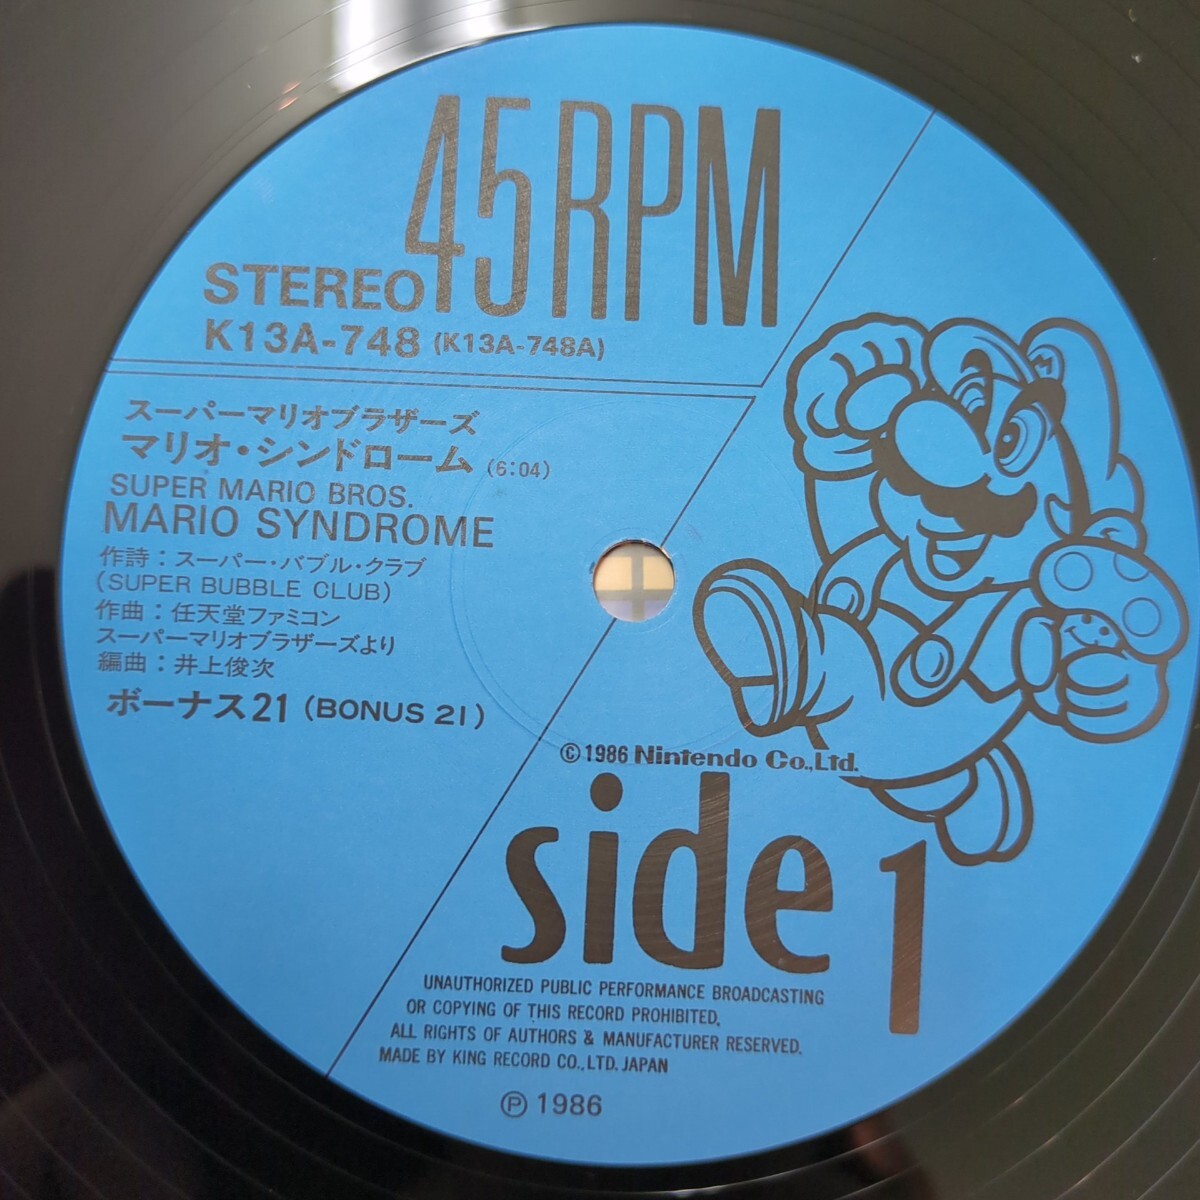 45RPM
STEREO
K13A-748 (K13A-748A)
スーパーマリオブラザーズ
マリオ・シンドローム (6:04)
SUPER MARIO BROS.
MARIO SYNDROME
作詩:スーパー・バブル・クラブ
(SUPER BUBBLE CLUB)
作曲:任天堂ファミコン
スーパーマリオブラザーズより
編曲:井上俊次
ボーナス21 (BONUS 21)
©1986 Nintendo Co.,Ltd.
side 1
UNAUTHORIZED PUBLIC PERFORMANCE BROADCASTING
OR COPYING OF THIS RECORD PROHIBITED.
ALL RIGHTS OF AUTHORS & MANUFACTURER RESERVED.
MADE BY KING RECORD CO., LTD. JAPAN
Ⓟ 1986